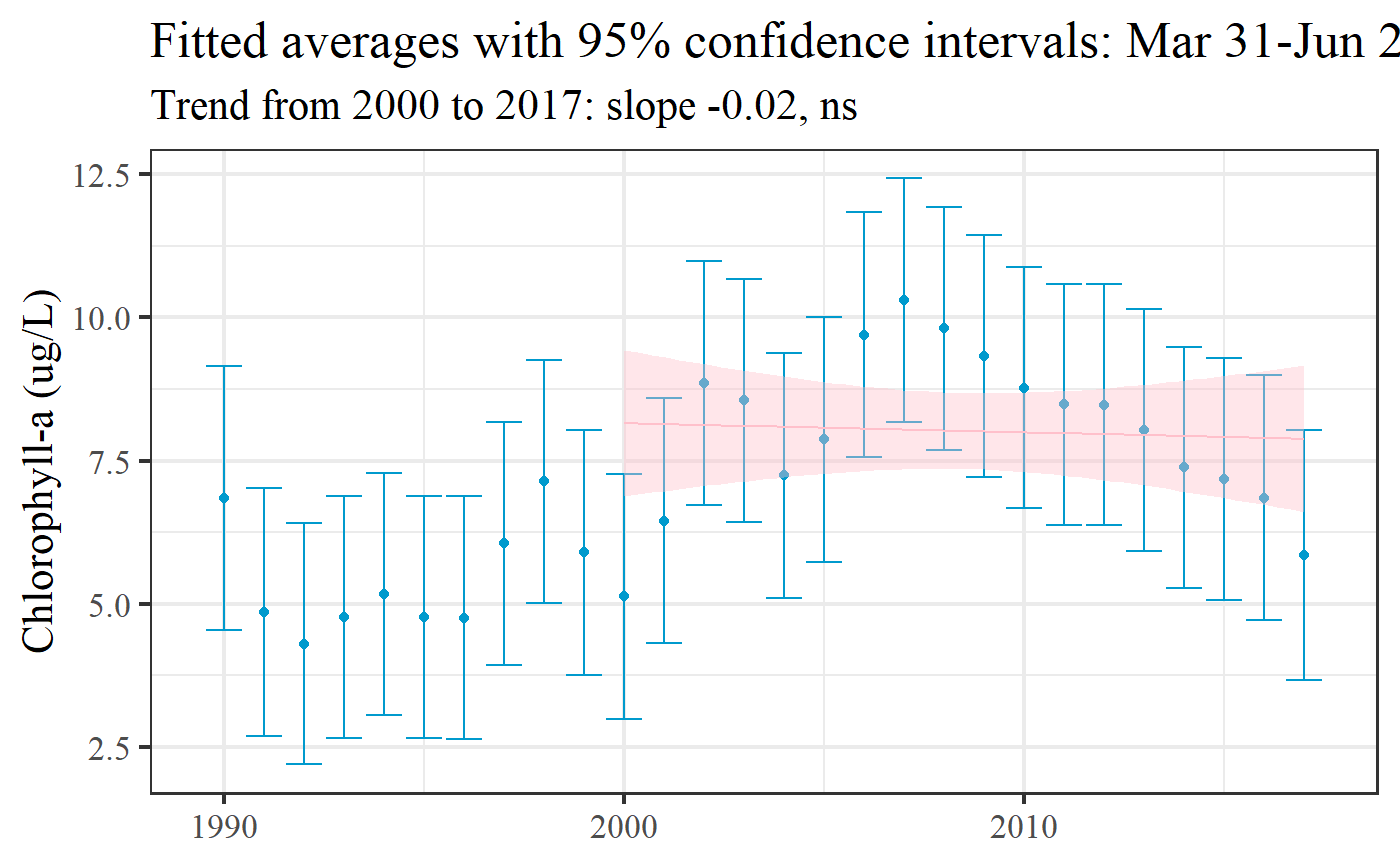 Fitted averages with 95% confidence intervals: Mar 31-Jun 2
Trend from 2000 to 2017: slope -0.02, ns
Chlorophyll-a (ug/L)
12.5
10.0
7.5
5.0
2.5
1990
2000
2010